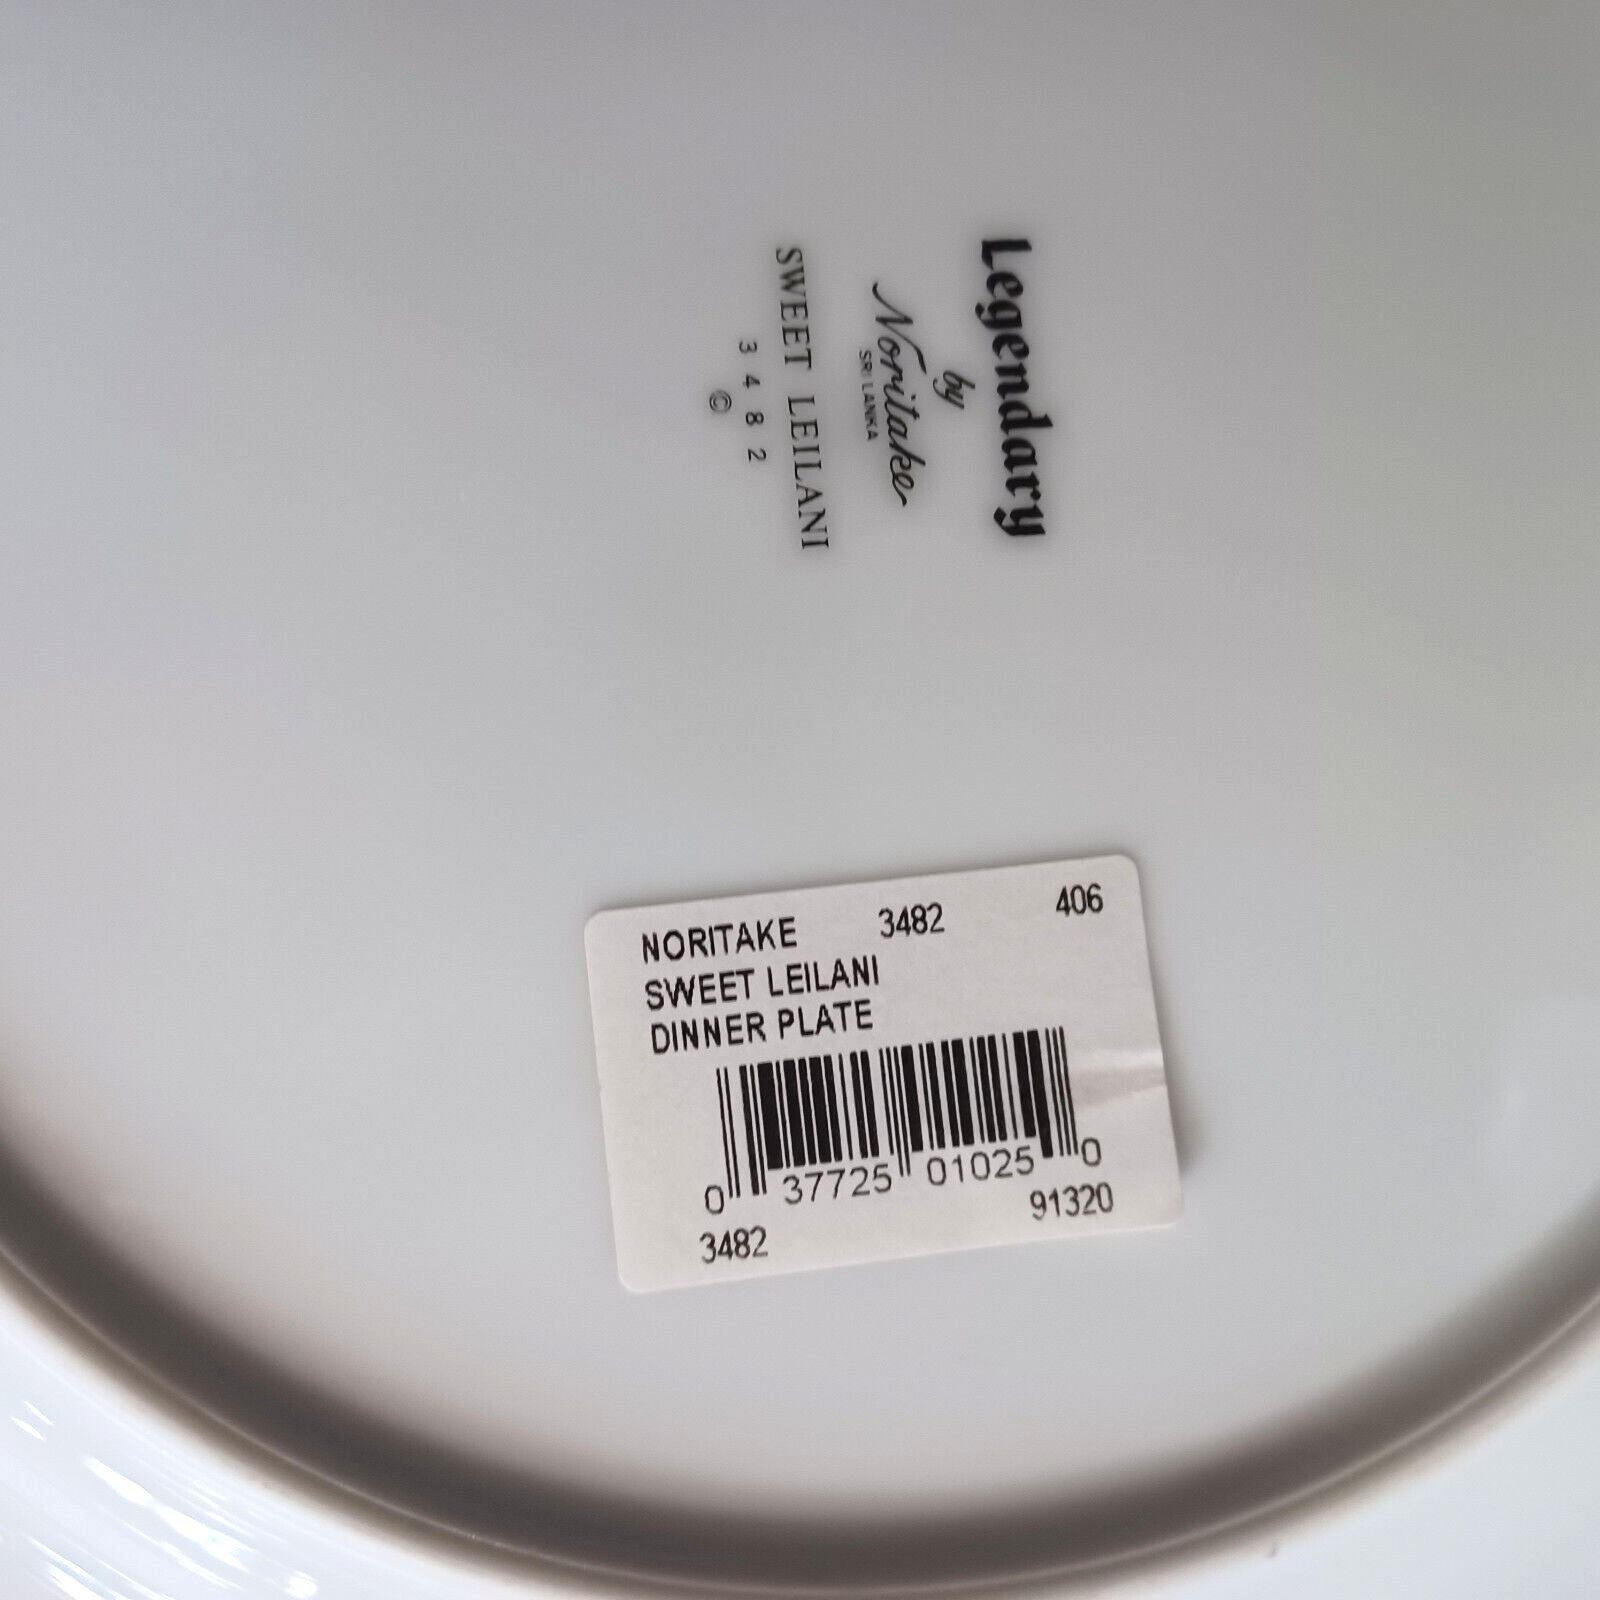 Legendary
by
Noritake
SRI LANKA
SWEET LEILANI
3 4 8 2
©
NORITAKE 3482 406
SWEET LEILANI
DINNER PLATE
0 37725 01025 0
3482 91320